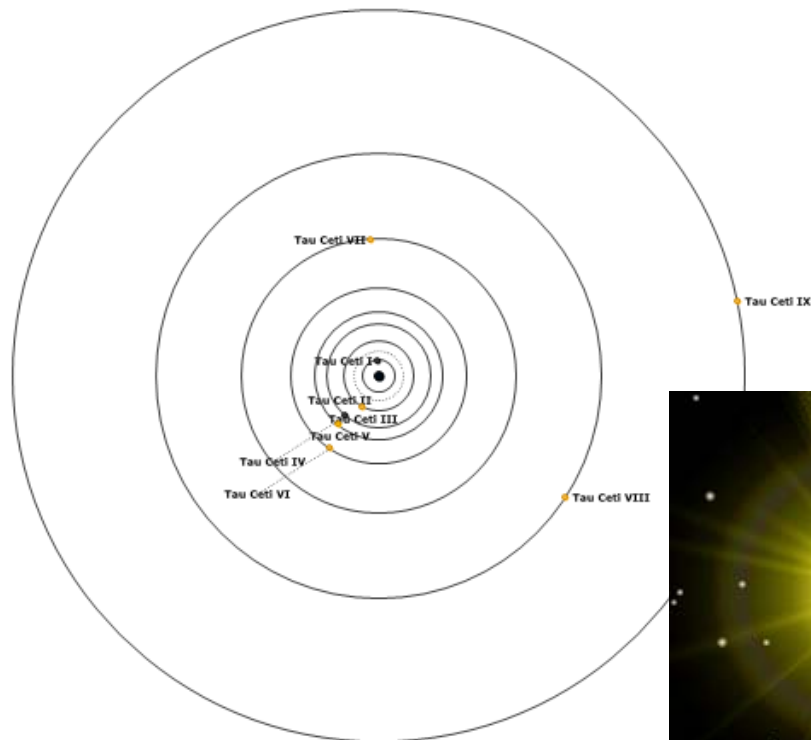 Tau Ceti VII
Tau Ceti IX
Tau Ceti I
Tau Ceti II
Tau Ceti III
Tau Ceti V
Tau Ceti IV
Tau Ceti VI
Tau Ceti VIII